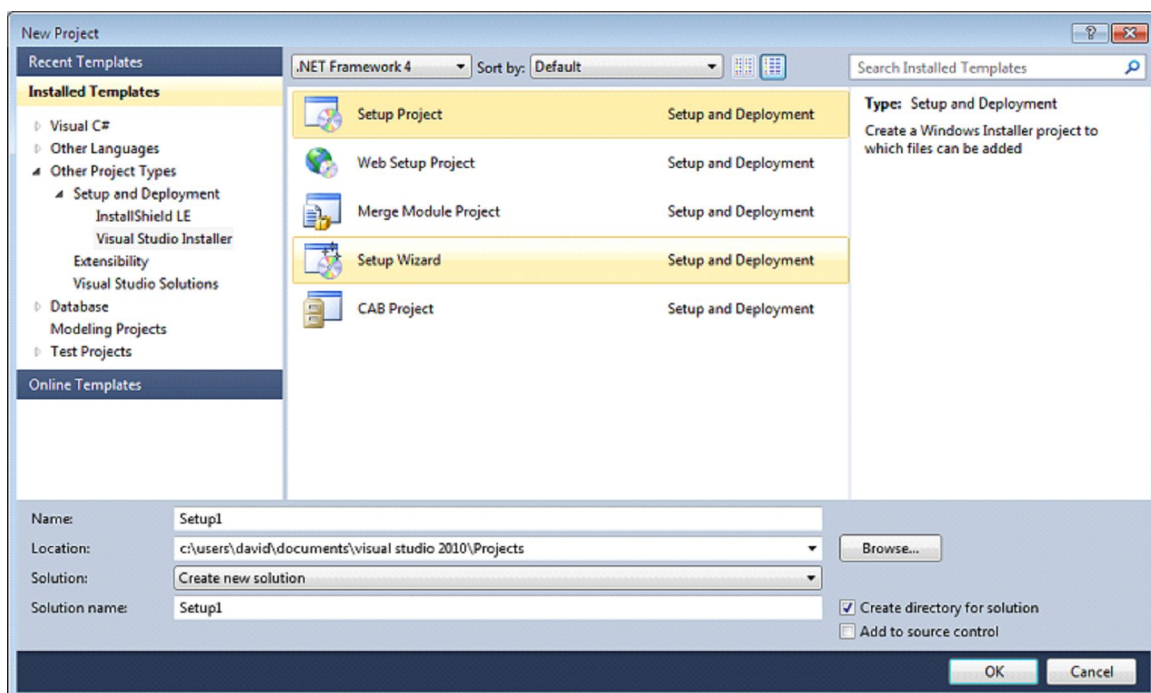 New Project
Recent Templates
Installed Templates
Visual C#
Other Languages
Other Project Types
Setup and Deployment
InstallShield LE
Visual Studio Installer
Extensibility
Visual Studio Solutions
Database
Modeling Projects
Test Projects
Online Templates
.NET Framework 4 Sort by: Default
Setup Project Setup and Deployment
Web Setup Project Setup and Deployment
Merge Module Project Setup and Deployment
Setup Wizard Setup and Deployment
CAB Project Setup and Deployment
Search Installed Templates
Type: Setup and Deployment
Create a Windows Installer project to
which files can be added
Name: Setup1
Location: c:\users\david\documents\visual studio 2010\Projects Browse...
Solution: Create new solution
Solution name: Setup1
Create directory for solution
Add to source control
OK Cancel